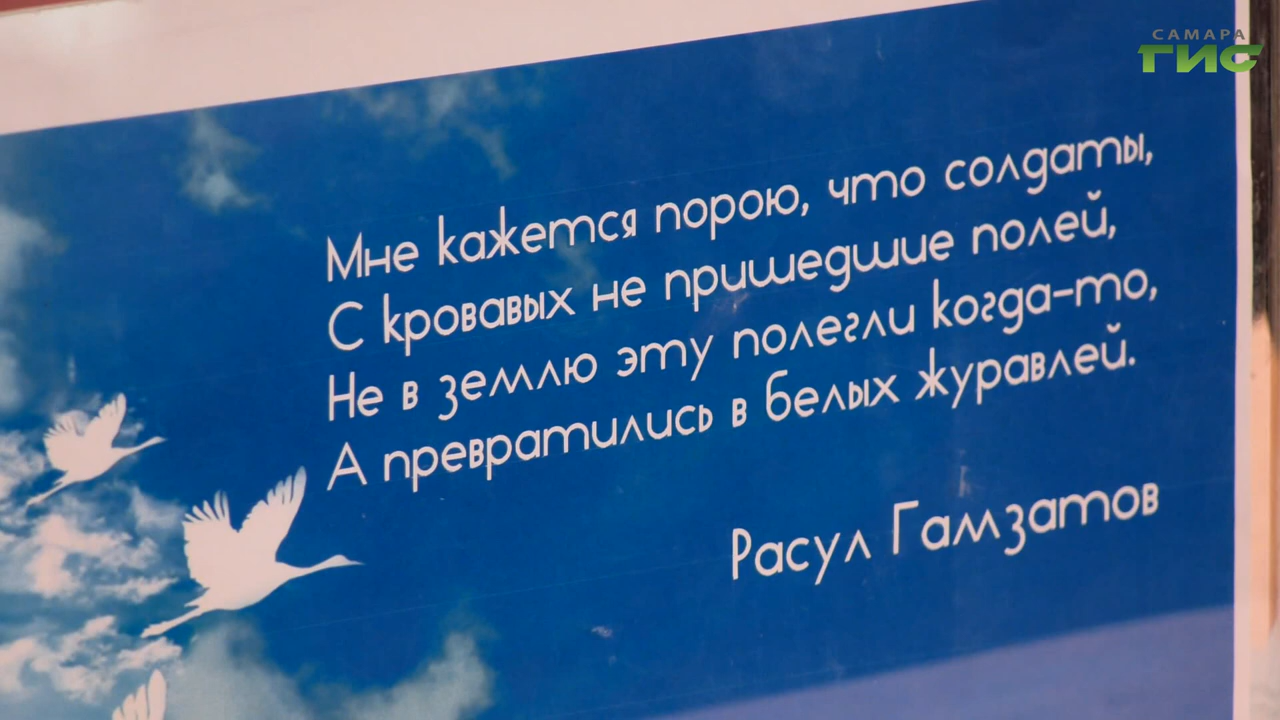 САМАРА
ГИС
Мне кажется порою, что солдаты,
С кровавых не пришедшие полей,
Не в землю эту полегли когда-то,
А превратились в белых журавлей.
Расул Гамзатов